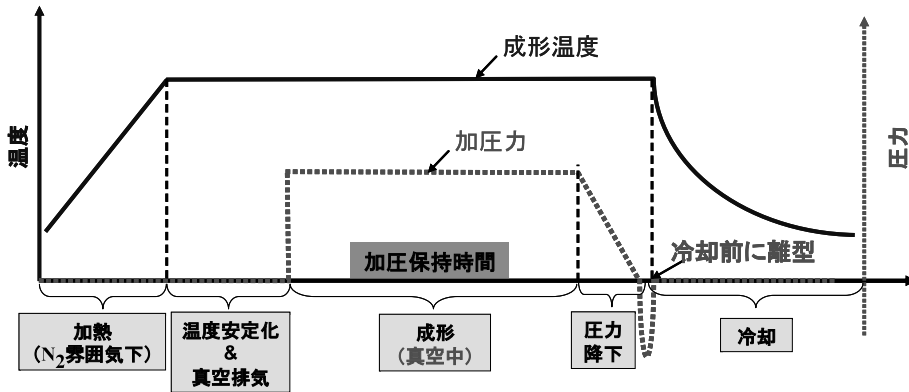 成形温度
加圧力
温度
圧力
加圧保持時間
冷却前に離型
加熱
（N2雰囲気下）
温度安定化
&
真空排気
成形
（真空中）
圧力
降下
冷却